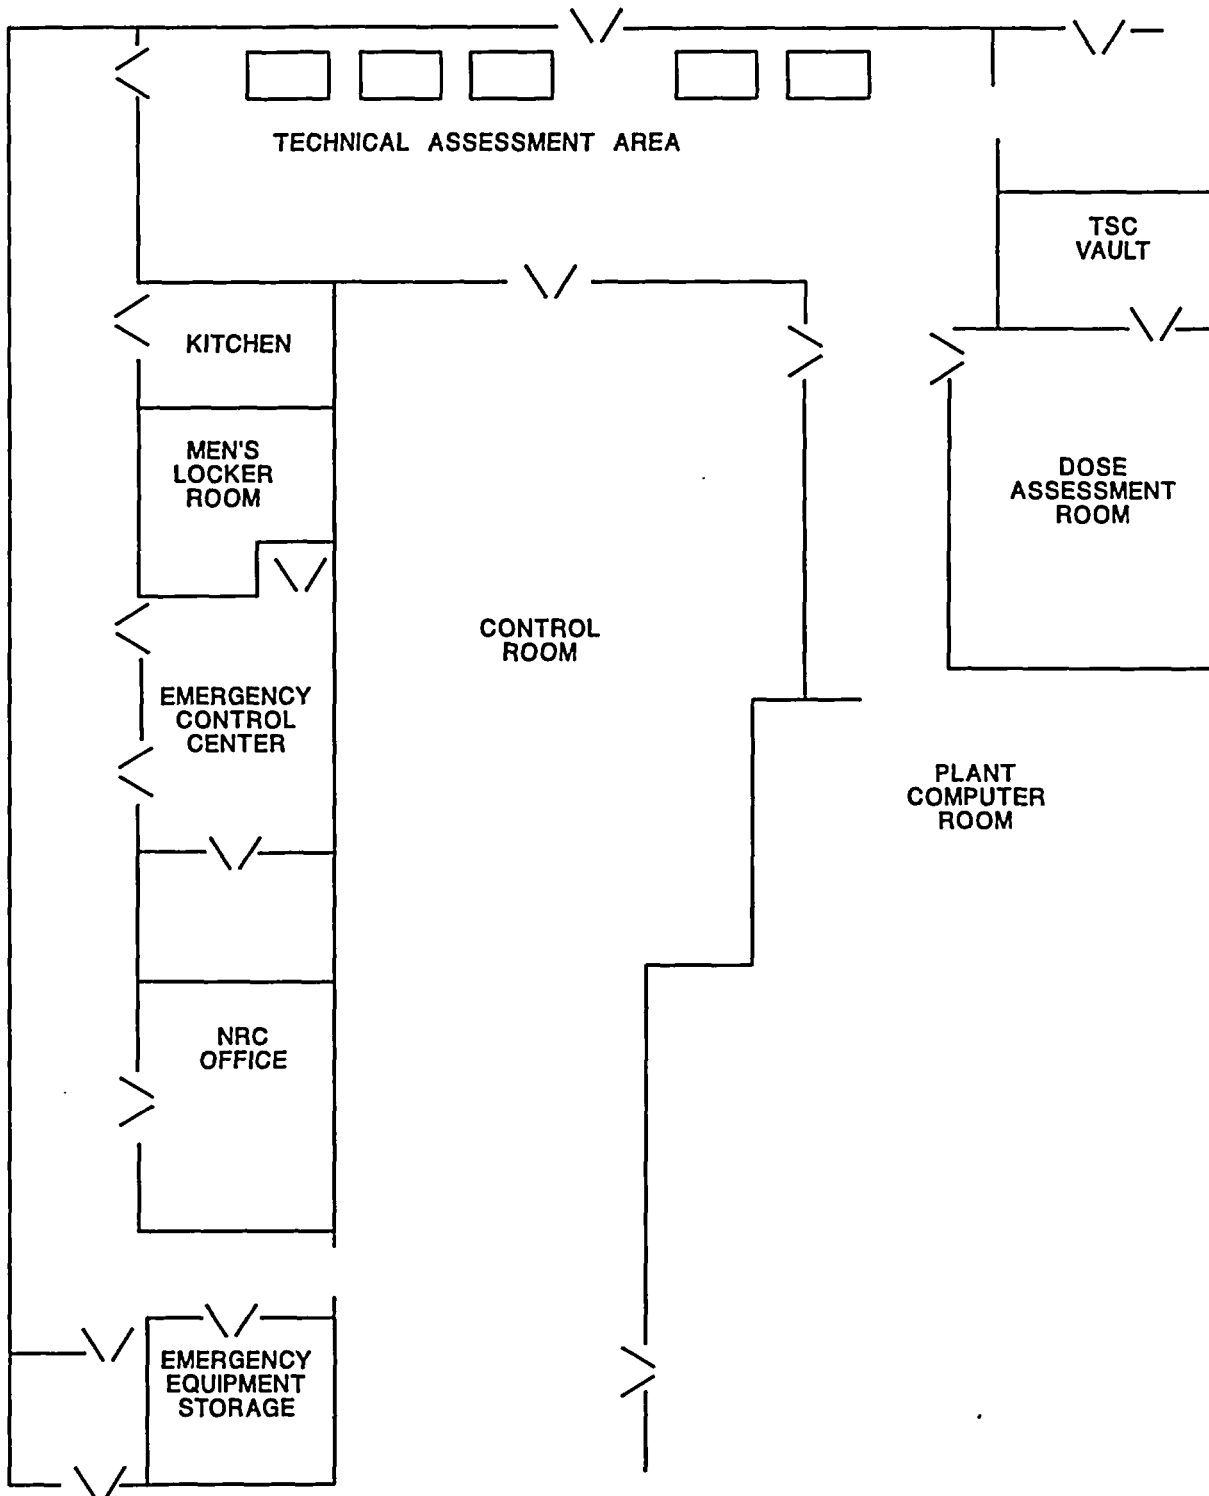 TECHNICAL ASSESSMENT AREA
TSC
VAULT
KITCHEN
MEN'S
LOCKER
ROOM
DOSE
ASSESSMENT
ROOM
CONTROL
ROOM
EMERGENCY
CONTROL
CENTER
PLANT
COMPUTER
ROOM
NRC
OFFICE
EMERGENCY
EQUIPMENT
STORAGE